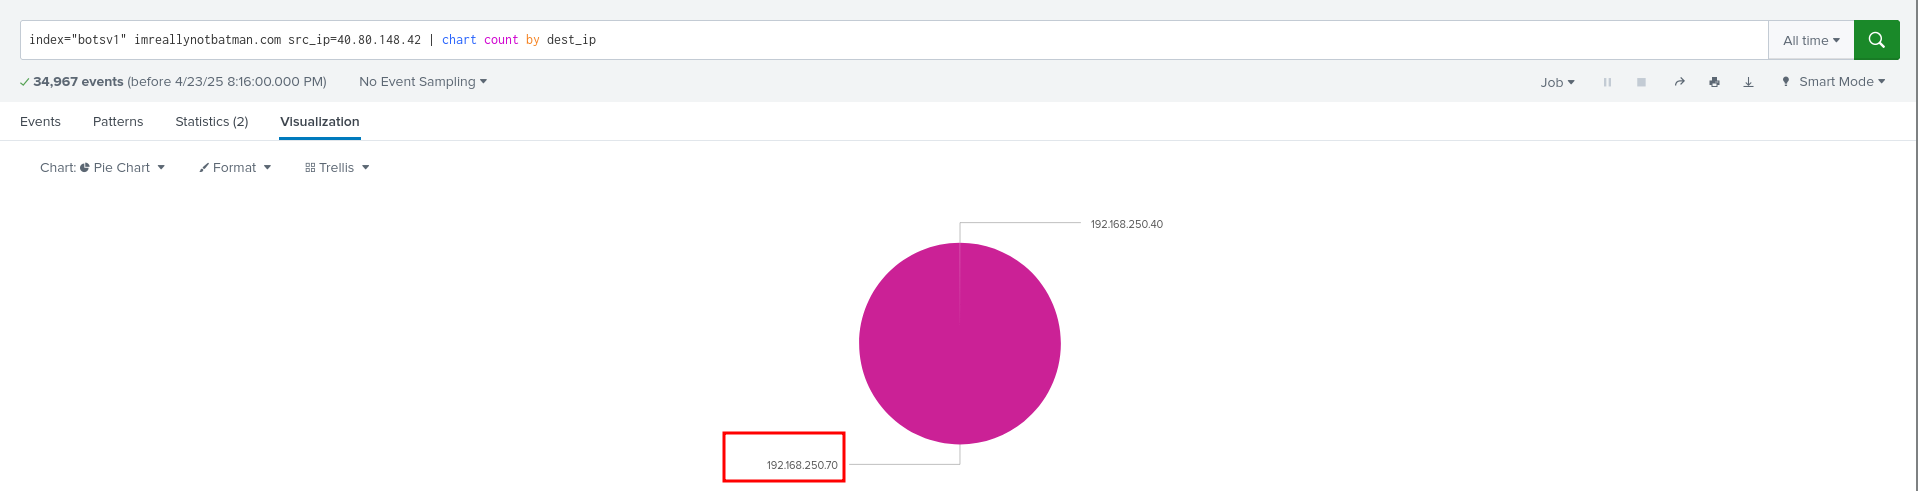 index="botsv1" imreallynotbatman.com src_ip=40.80.148.42 | chart count by dest_ip
All time
34,967 events (before 4/23/25 8:16:00.000 PM)
No Event Sampling
Job
Smart Mode
Events
Patterns
Statistics (2)
Visualization
Chart: Pie Chart
Format
Trellis
192.168.250.40
192.168.250.70